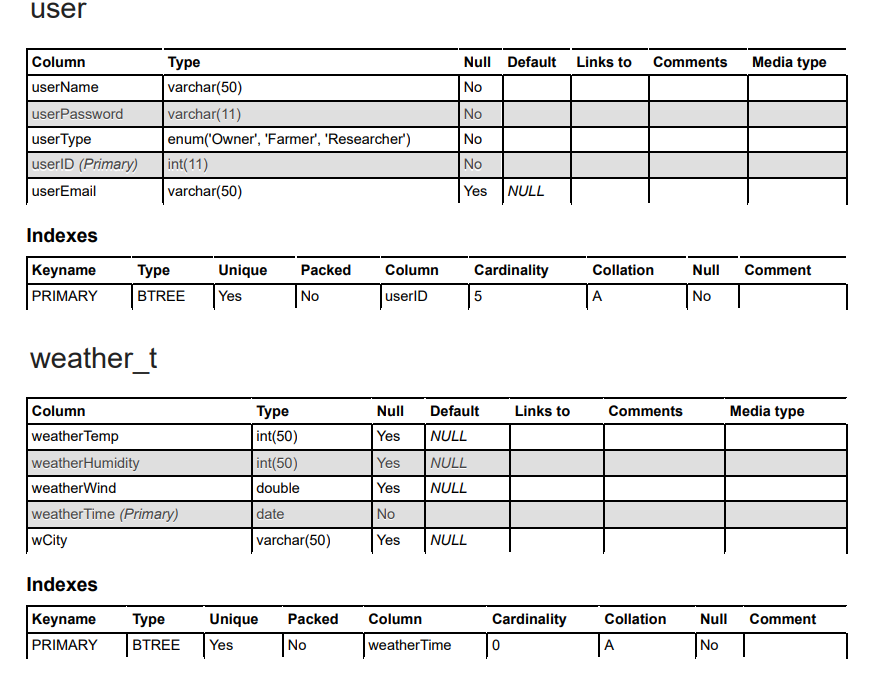 user
Column Type Null Default Links to Comments Media type
userName varchar(50) No
userPassword varchar(11) No
userType enum('Owner', 'Farmer', 'Researcher') No
userID (Primary) int(11) No
userEmail varchar(50) Yes NULL
Indexes
Keyname Type Unique Packed Column Cardinality Collation Null Comment
PRIMARY BTREE Yes No userID 5 A No
weather_t
Column Type Null Default Links to Comments Media type
weatherTemp int(50) Yes NULL
weatherHumidity int(50) Yes NULL
weatherWind double Yes NULL
weatherTime (Primary) date No
wCity varchar(50) Yes NULL
Indexes
Keyname Type Unique Packed Column Cardinality Collation Null Comment
PRIMARY BTREE Yes No weatherTime 0 A No